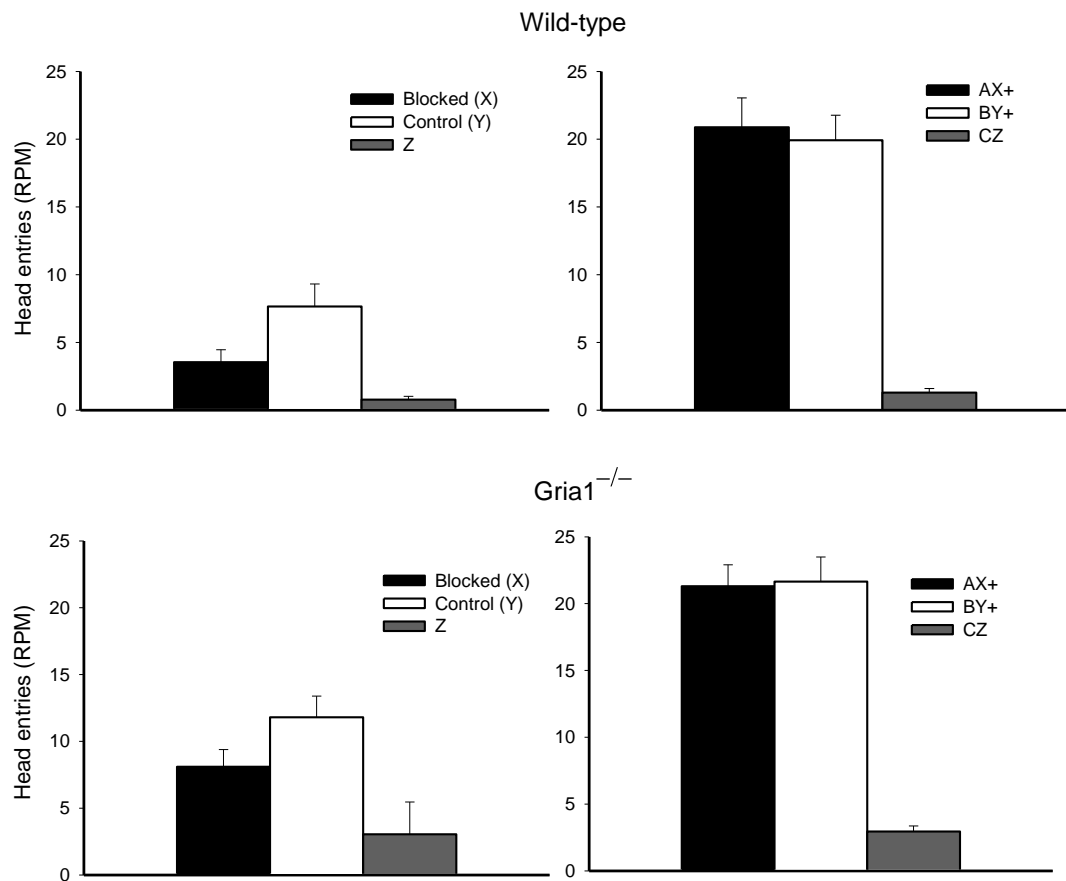 Wild-type
25
20
15
10
5
0
Head entries (RPM)
Blocked (X)
Control (Y)
Z
25
20
15
10
5
0
AX+
BY+
CZ
Gria1−/−
25
20
15
10
5
0
Head entries (RPM)
Blocked (X)
Control (Y)
Z
25
20
15
10
5
0
AX+
BY+
CZ